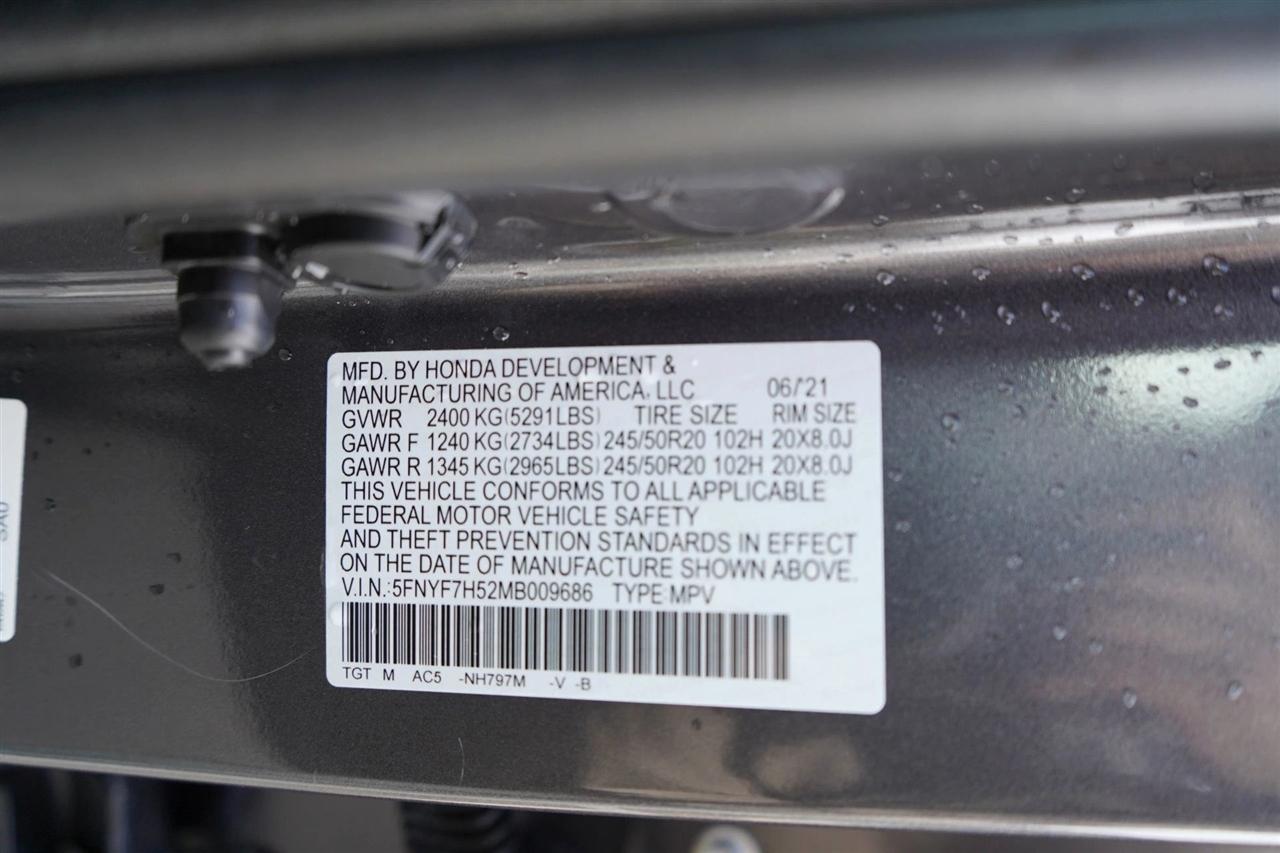 MFD. BY HONDA DEVELOPMENT &
MANUFACTURING OF AMERICA, LLC 06/'21
GVWR 2400 KG(5291LBS) TIRE SIZE RIM SIZE
GAWR F 1240 KG(2734LBS) 245/50R20 102H 20X8.0J
GAWR R 1345 KG(2965LBS) 245/50R20 102H 20X8.0J
THIS VEHICLE CONFORMS TO ALL APPLICABLE
FEDERAL MOTOR VEHICLE SAFETY
AND THEFT PREVENTION STANDARDS IN EFFECT
ON THE DATE OF MANUFACTURE SHOWN ABOVE.
V.I.N.:5FNYF7H52MB009686 TYPE:MPV
TGT M AC5 -NH797M -V -B